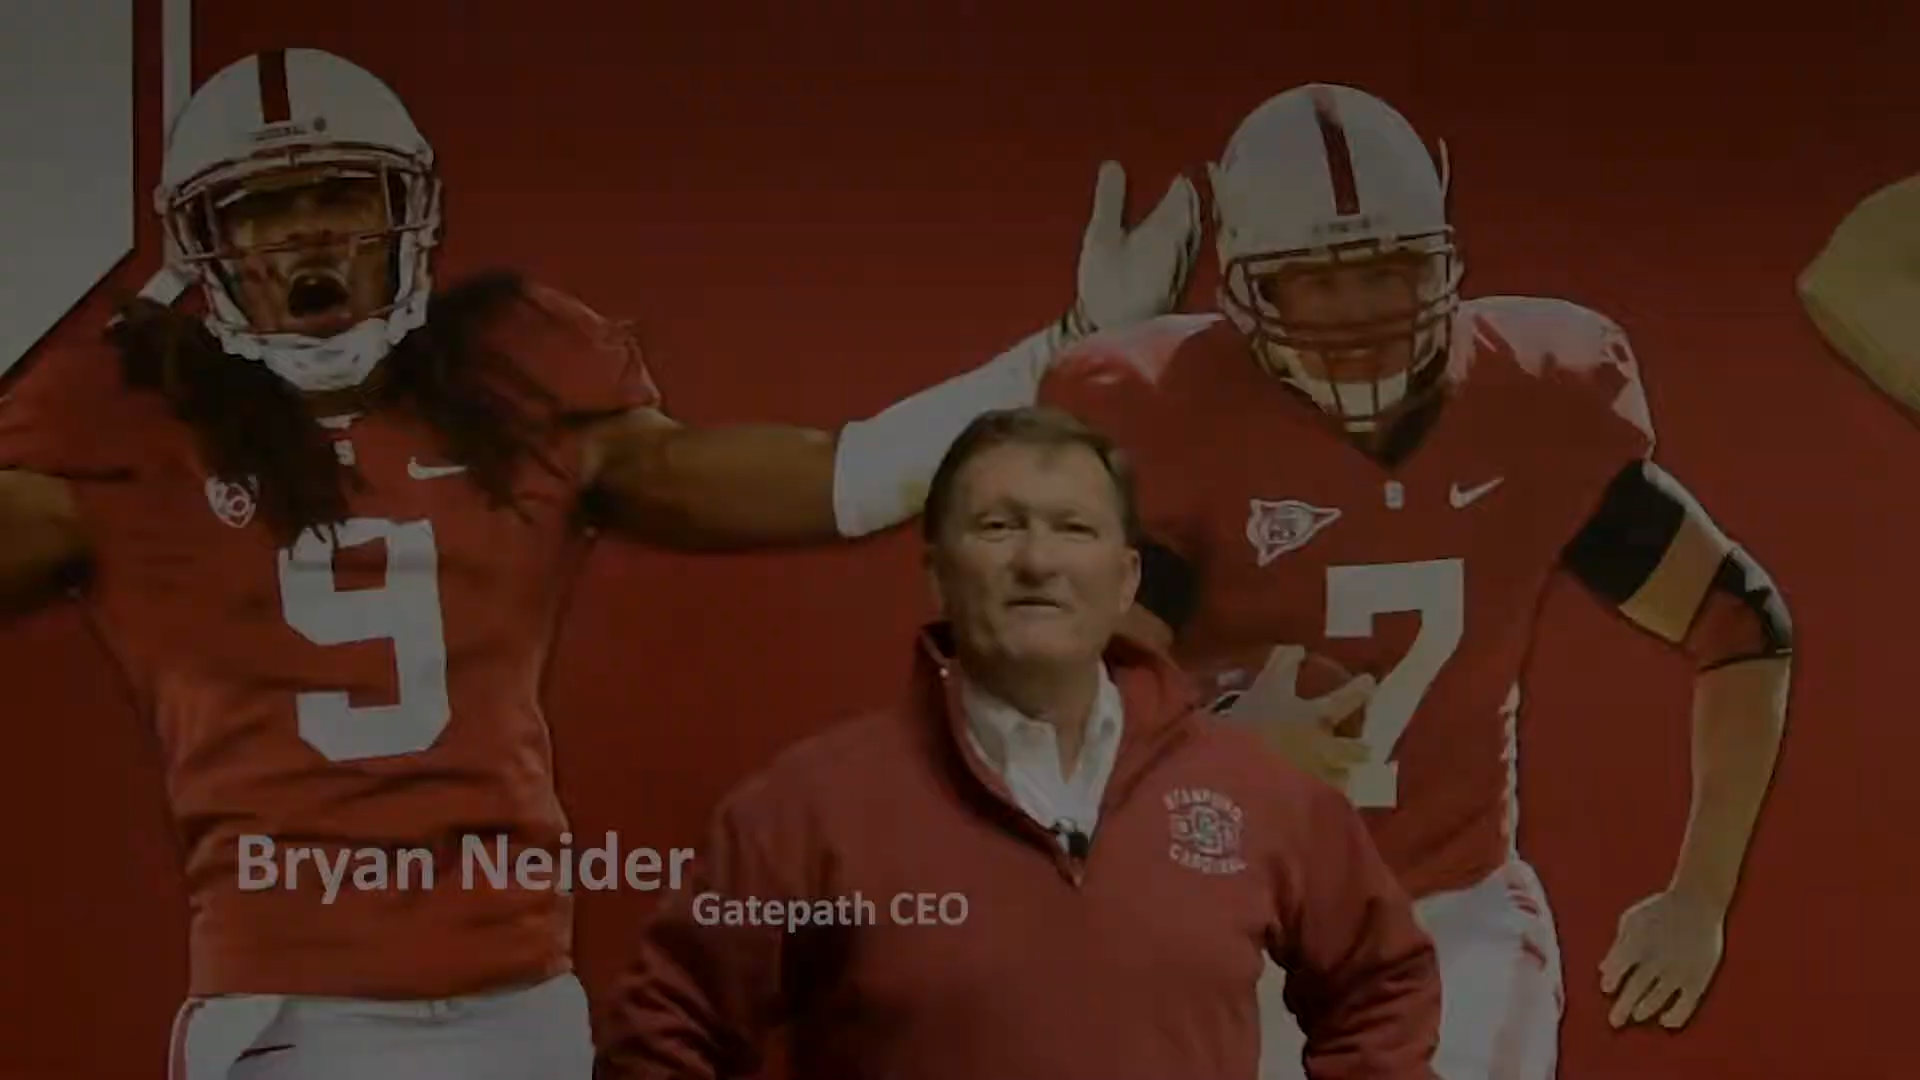 9
7
Bryan Neider
Gatepath CEO
STANFORD
S
CARDINAL